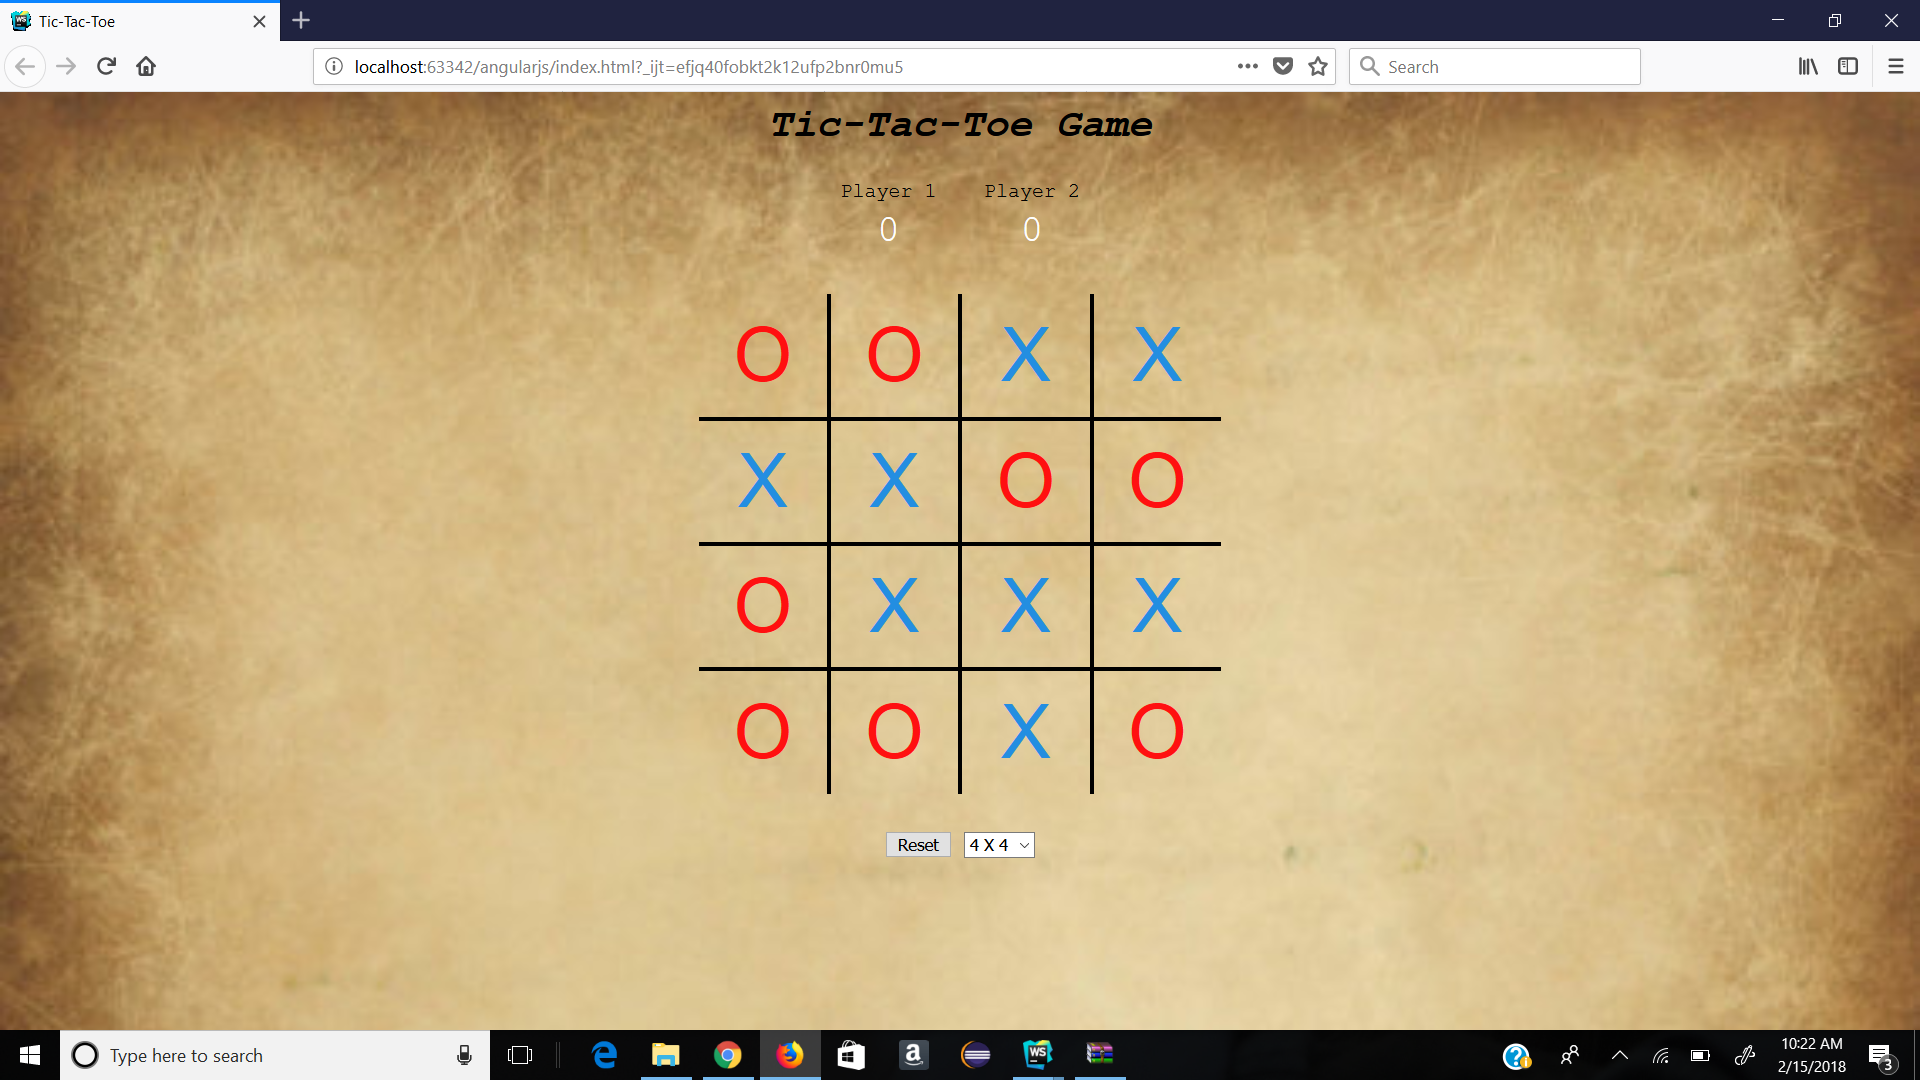 Tic-Tac-Toe
localhost:63342/angularjs/index.html?_ijt=efjq40fobkt2k12ufp2bnr0mu5
Search
Tic-Tac-Toe Game
Player 1 Player 2
0 0
O O X X
X X O O
O X X X
O O X O
Reset 4 X 4
Type here to search
10:22 AM
2/15/2018
3